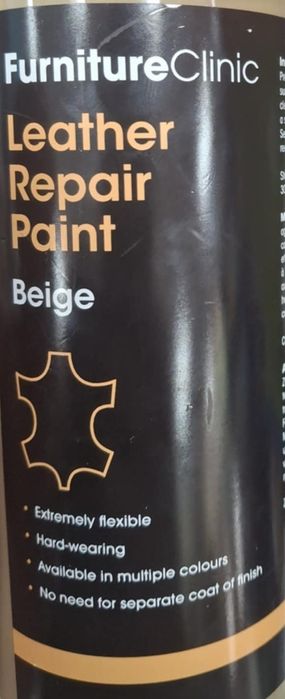 FurnitureClinic
Leather
Repair
Paint
Beige
• Extremely flexible
• Hard-wearing
• Available in multiple colours
• No need for separate coat of finish